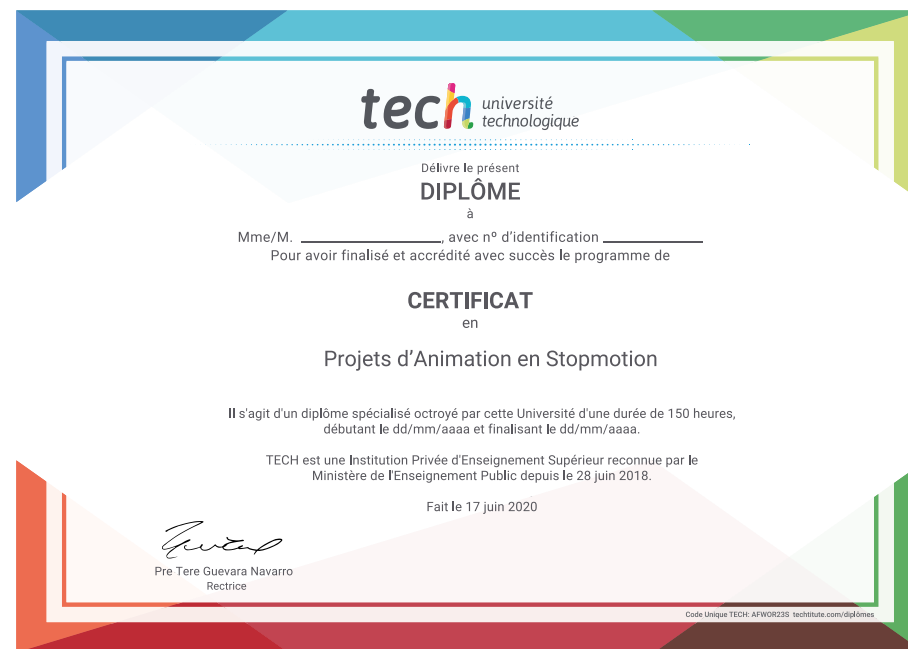 tech université
technologique
Délivre le présent
DIPLÔME
à
Mme/M. ____________, avec nº d'identification ____________
Pour avoir finalisé et accrédité avec succès le programme de
CERTIFICAT
en
Projets d'Animation en Stopmotion
Il s'agit d'un diplôme spécialisé octroyé par cette Université d'une durée de 150 heures,
débutant le dd/mm/aaaa et finalisant le dd/mm/aaaa.
TECH est une Institution Privée d'Enseignement Supérieur reconnue par le
Ministère de l'Enseignement Public depuis le 28 juin 2018.
Fait le 17 juin 2020
Pre Tere Guevara Navarro
Rectrice
Code Unique TECH: AFWOR23S techtitute.com/diplômes